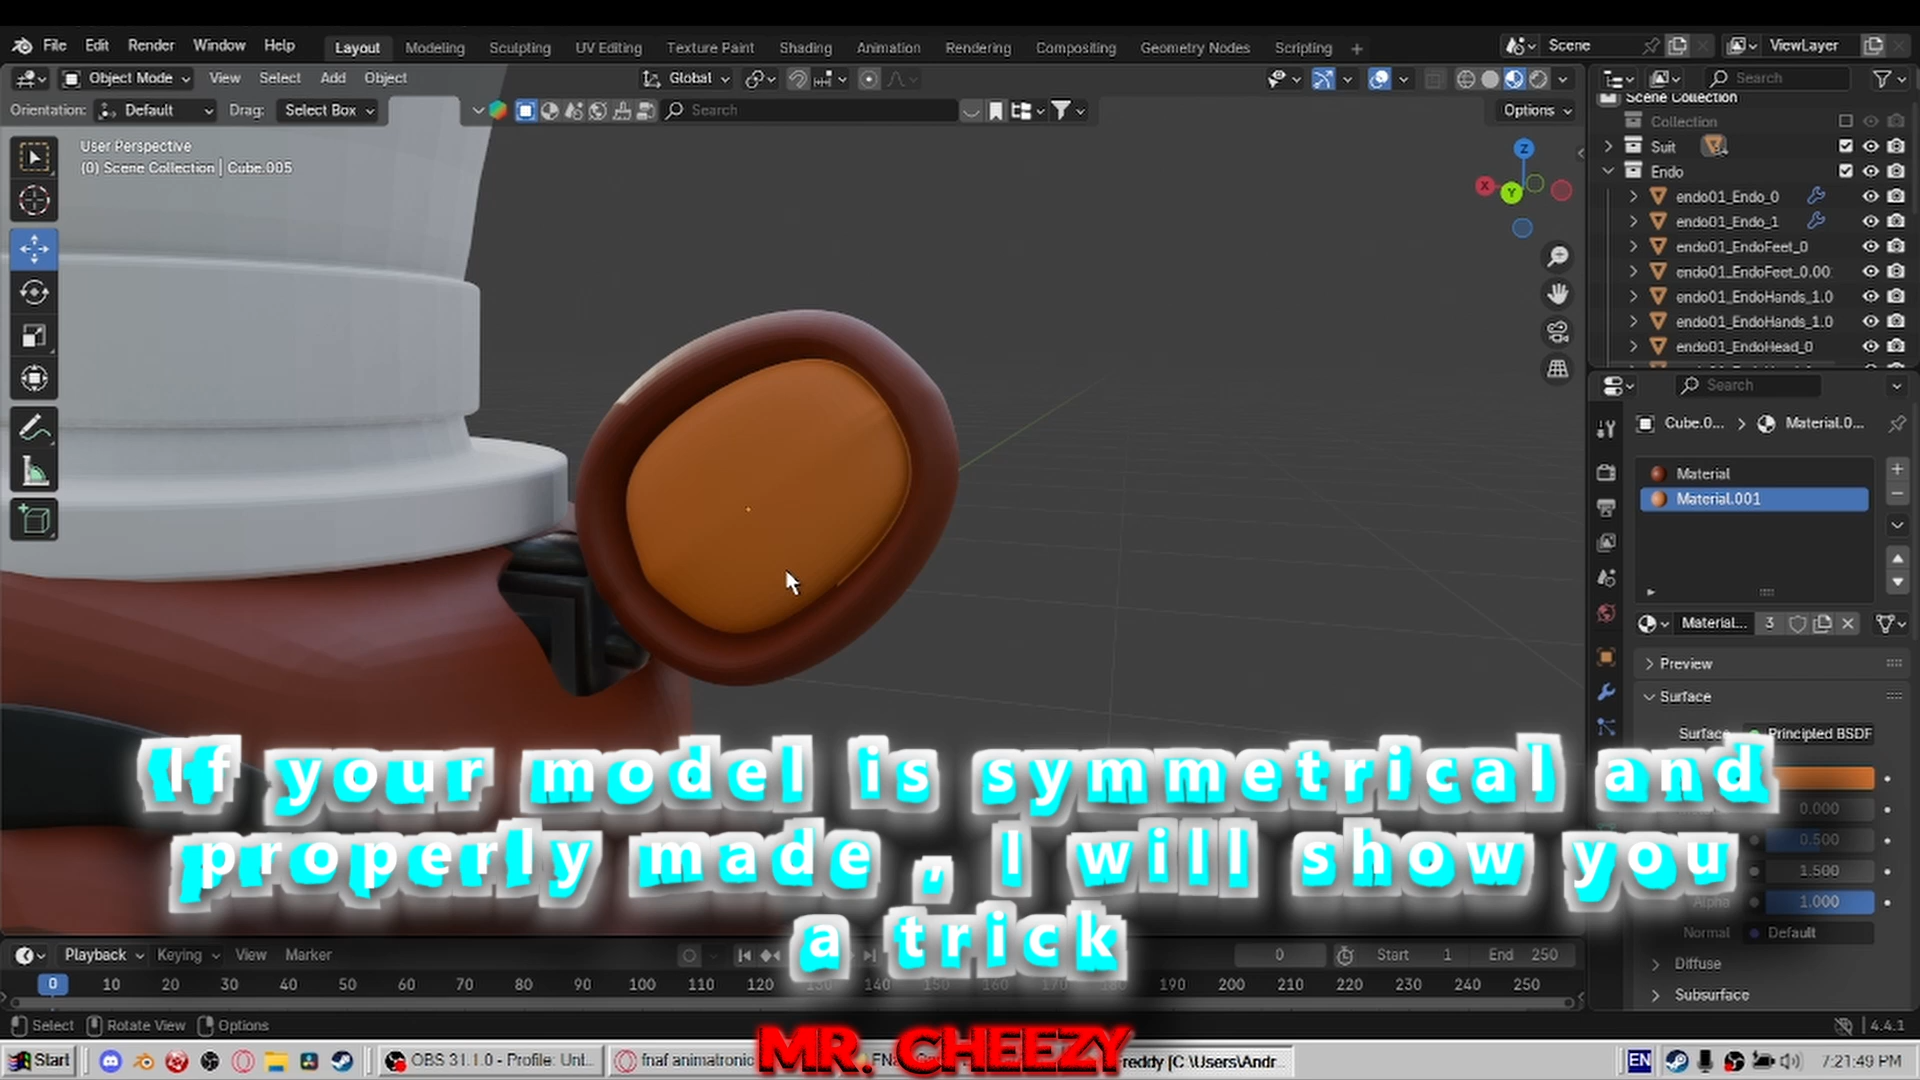 File Edit Render Window Help Layout Modeling Sculpting UV Editing Texture Paint Shading Animation Rendering Compositing Geometry Nodes Scripting + Scene ViewLayer
Object Mode View Select Add Object Global Search
Orientation: Default Drag: Select Box Search Options
Scene Collection
Collection
User Perspective
(0) Scene Collection | Cube.005
Suit
Endo
endo01_Endo_0
endo01_Endo_1
endo01_EndoFeet_0
endo01_EndoFeet_0.00
endo01_EndoHands_1.0
endo01_EndoHands_1.0
endo01_EndoHead_0
Z
X
Y
Search
Cube.0... > Material.0...
Material
Material.001
Material... 3
Preview
Surface
Surface Principled BSDF
0.000
0.500
1.500
Alpha 1.000
Normal Default
Diffuse
Subsurface
If your model is symmetrical and
properly made , I will show you
a trick
Playback Keying View Marker 0 Start 1 End 250
0 10 20 30 40 50 60 70 80 90 100 110 120 130 140 150 160 170 180 190 200 210 220 230 240 250
Select Rotate View Options 4.4.1
MR. CHEEZY
Start OBS 31.1.0 - Profile: Unt... fnaf animatronic reddy [C:\Users\Andr... EN 7:21:49 PM